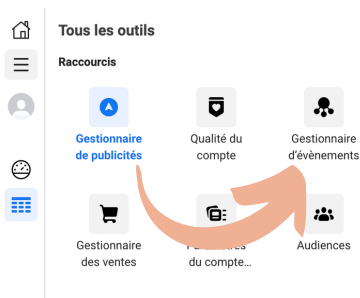 Tous les outils
Raccourcis
Gestionnaire
de publicités
Qualité du
compte
Gestionnaire
d'évènements
Gestionnaire
des ventes
du compte...
Audiences